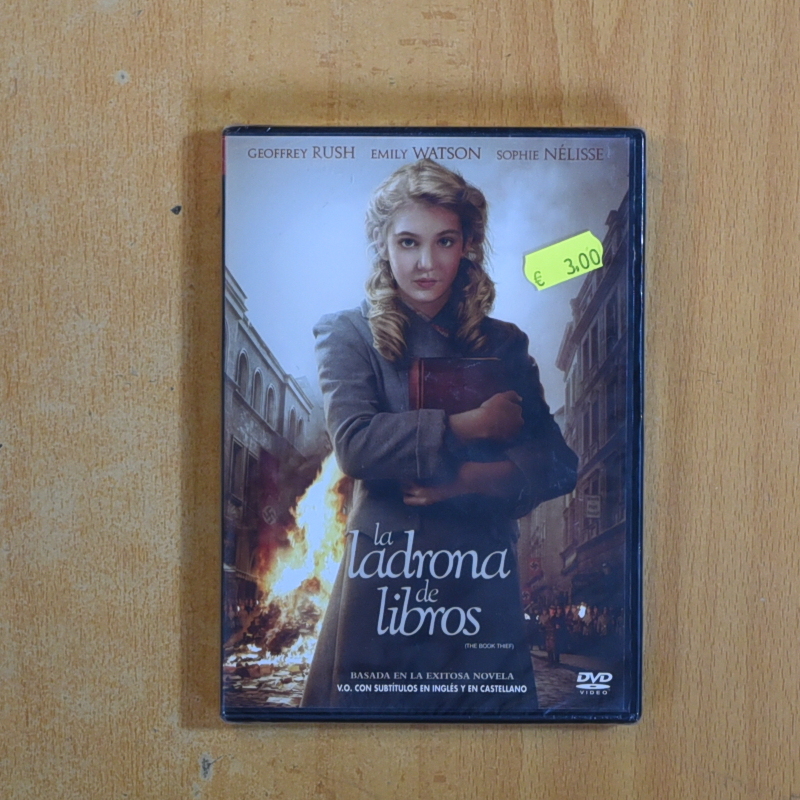 GEOFFREY RUSH EMILY WATSON SOPHIE NÉLISSE
€ 3,00
la
ladrona
de
libros
(THE BOOK THIEF)
BASADA EN LA EXITOSA NOVELA
V.O. CON SUBTÍTULOS EN INGLÉS Y EN CASTELLANO
DVD
VIDEO